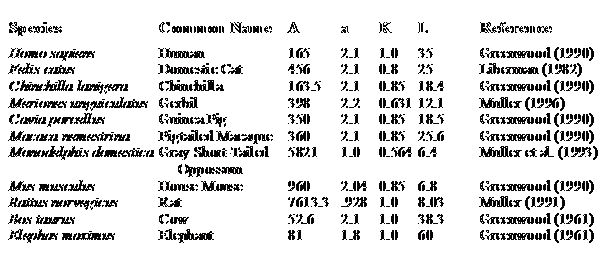 Species Common Name A a K L Reference
Homo sapiens Human 165 2.1 1.0 35 Greenwood (1990)
Felis catus Domestic Cat 456 2.1 0.8 25 Liberman (1982)
Chinchilla lanigera Chinchilla 163.5 2.1 0.85 18.4 Greenwood (1990)
Meriones unguiculatus Gerbil 398 2.2 0.631 12.1 Muller (1996)
Cavia porcellus Guinea Pig 350 2.1 0.85 18.5 Greenwood (1990)
Macaca nemestrina Pigtailed Macaque 360 2.1 0.85 25.6 Greenwood (1990)
Monodelphis domestica Gray Short Tailed 5821 1.0 0.564 6.4 Muller et al. (1993)
Opposum
Mus musculus House Mouse 960 2.04 0.85 6.8 Greenwood (1990)
Rattus norvegicus Rat 7613.3 .928 1.0 8.03 Muller (1991)
Bos taurus Cow 52.6 2.1 1.0 38.3 Greenwood (1961)
Elephas maximus Elephant 81 1.8 1.0 60 Greenwood (1961)